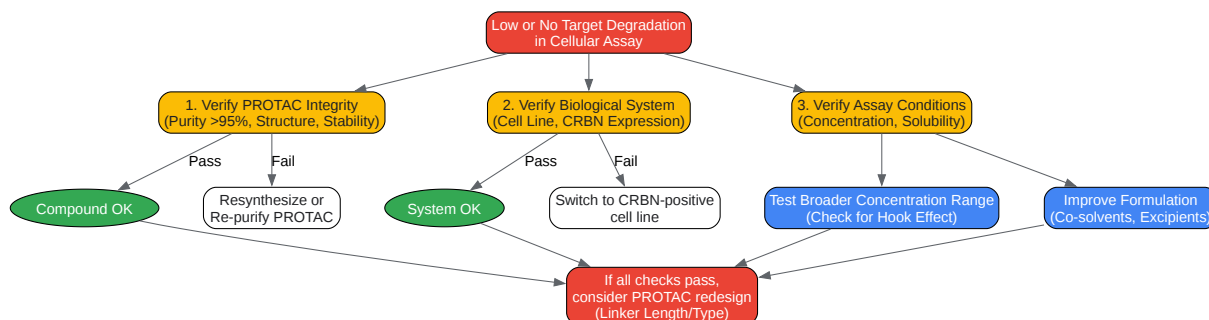 Low or No Target Degradation
in Cellular Assay
1. Verify PROTAC Integrity
(Purity >95%, Structure, Stability)
2. Verify Biological System
(Cell Line, CRBN Expression)
3. Verify Assay Conditions
(Concentration, Solubility)
Pass
Fail
Pass
Fail
Compound OK
Resynthesize or
Re-purify PROTAC
System OK
Switch to CRBN-positive
cell line
Test Broader Concentration Range
(Check for Hook Effect)
Improve Formulation
(Co-solvents, Excipients)
If all checks pass,
consider PROTAC redesign
(Linker Length/Type)